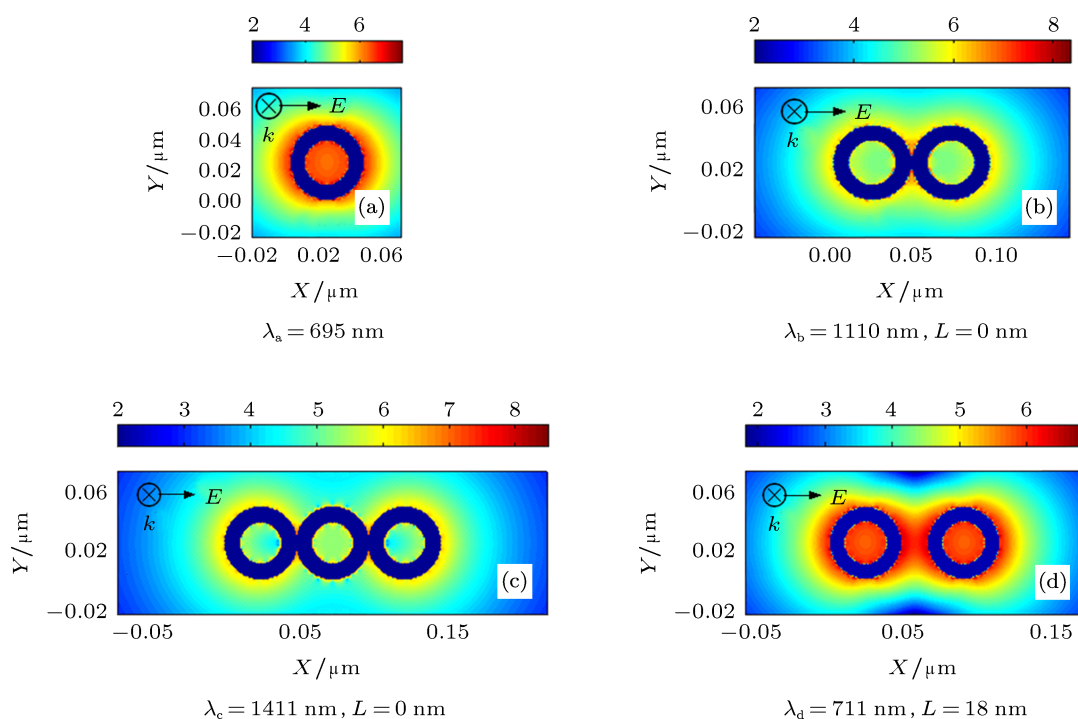 2 4 6
0.06
0.04
0.02
0.00
−0.02
Y/μm
k
E
(a)
−0.02 0.02 0.06
X/μm
λa = 695 nm
2 4 6 8
0.06
0.02
−0.02
Y/μm
k
E
(b)
0.00 0.05 0.10
X/μm
λb = 1110 nm, L = 0 nm
2 3 4 5 6 7 8
0.06
0.02
−0.02
Y/μm
k
E
(c)
−0.05 0.05 0.15
X/μm
λc = 1411 nm, L = 0 nm
2 3 4 5 6
0.06
0.02
−0.02
Y/μm
k
E
(d)
−0.05 0.05 0.15
X/μm
λd = 711 nm, L = 18 nm